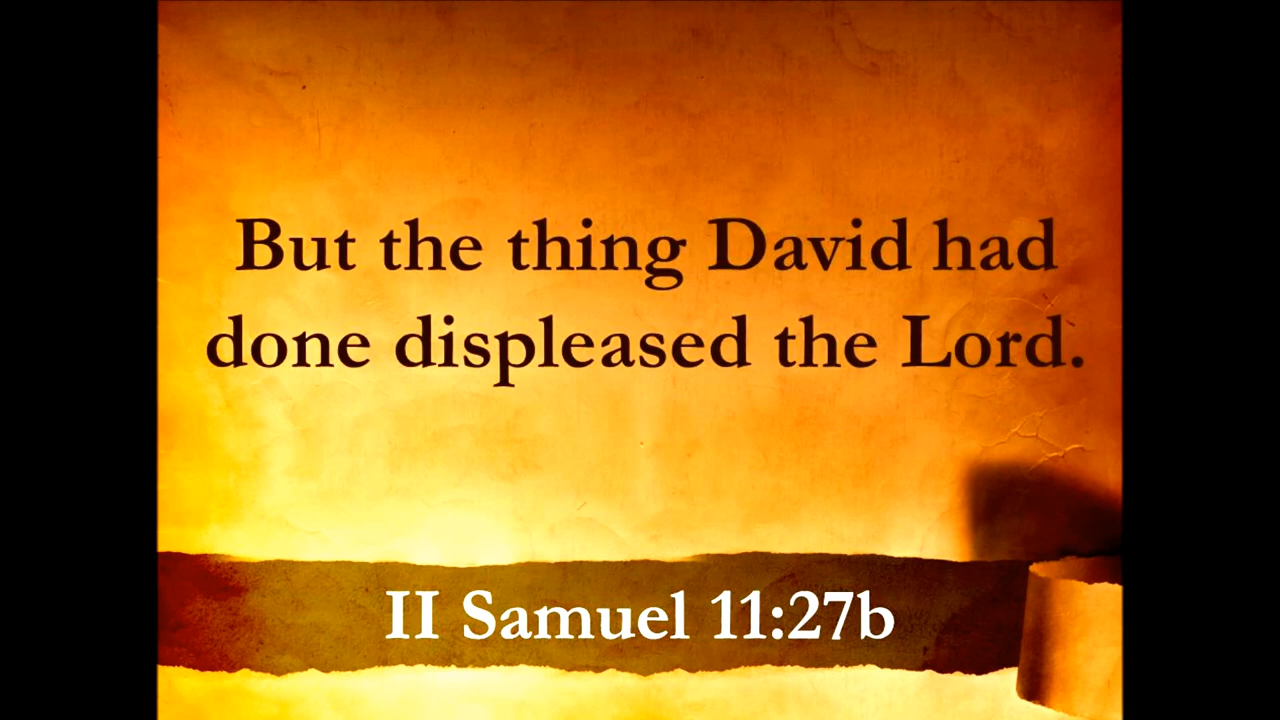 But the thing David had
done displeased the Lord.
II Samuel 11:27b